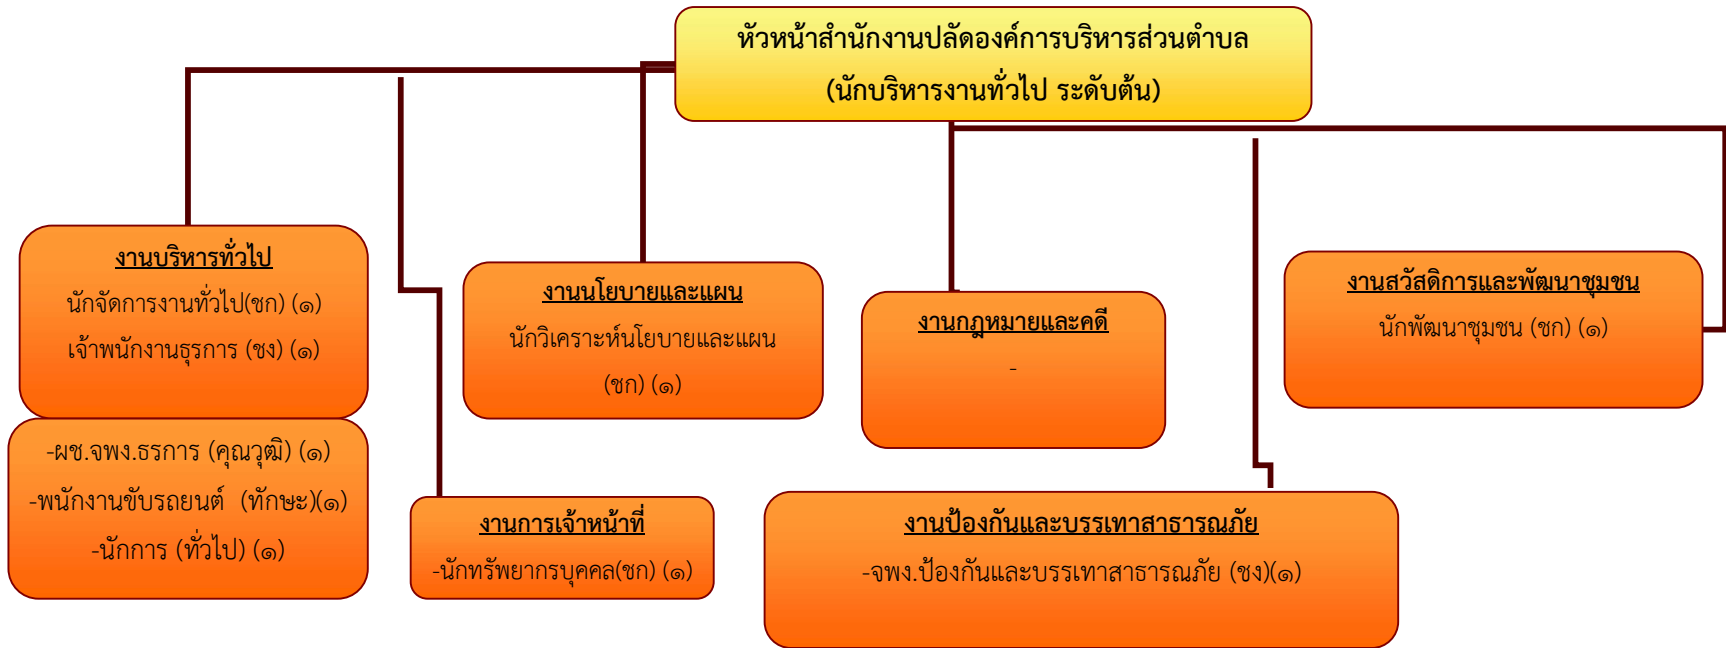 หัวหน้าสำนักงานปลัดองค์การบริหารส่วนตำบล
(นักบริหารงานทั่วไป ระดับต้น)
งานบริหารทั่วไป
นักจัดการงานทั่วไป(ชก) (๑)
เจ้าพนักงานธุรการ (ชง) (๑)
-ผช.จพง.ธรการ (คุณวุฒิ) (๑)
-พนักงานขับรถยนต์ (ทักษะ)(๑)
-นักการ (ทั่วไป) (๑)
งานการเจ้าหน้าที่
-นักทรัพยากรบุคคล(ชก) (๑)
งานนโยบายและแผน
นักวิเคราะห์นโยบายและแผน
(ชก) (๑)
งานกฎหมายและคดี
-
งานป้องกันและบรรเทาสาธารณภัย
-จพง.ป้องกันและบรรเทาสาธารณภัย (ชง)(๑)
งานสวัสดิการและพัฒนาชุมชน
นักพัฒนาชุมชน (ชก) (๑)